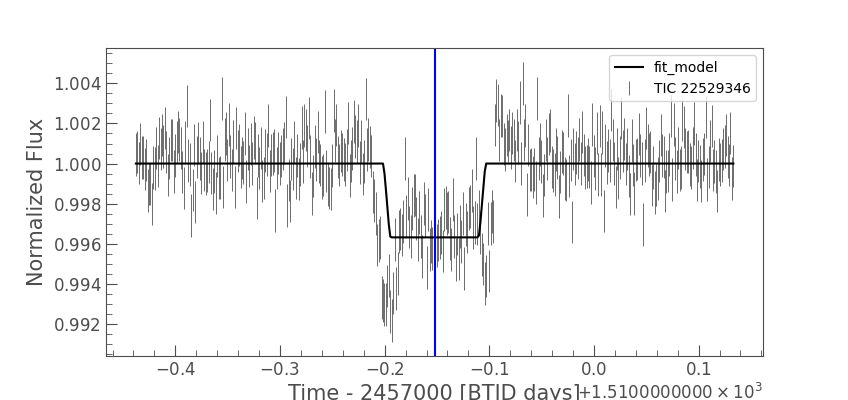 fit_model
TIC 22529346
Normalized Flux
1.004
1.002
1.000
0.998
0.996
0.994
0.992
−0.4
−0.3
−0.2
−0.1
0.0
0.1
Time - 2457000 [BTJD days]
+1.5100000000 × 10³